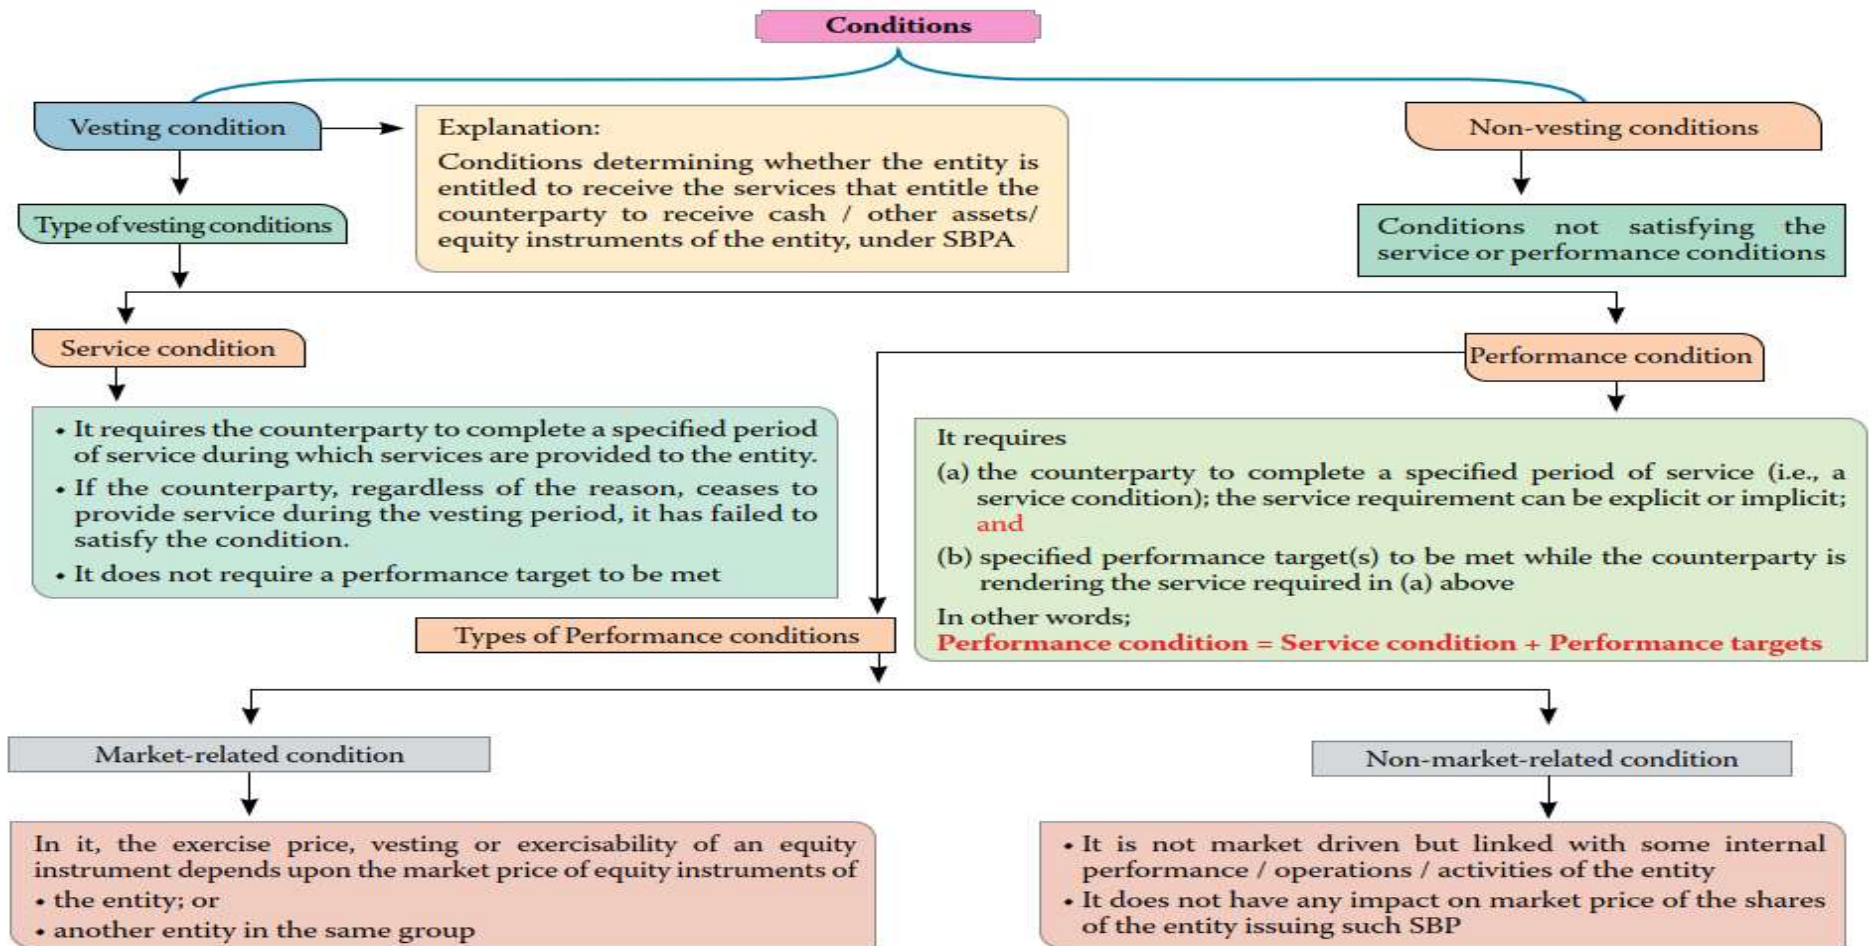 Conditions
Vesting condition
Explanation:
Conditions determining whether the entity is
entitled to receive the services that entitle the
counterparty to receive cash / other assets/
equity instruments of the entity, under SBPA
Non-vesting conditions
Type of vesting conditions
Conditions not satisfying the
service or performance conditions
Service condition
Performance condition
• It requires the counterparty to complete a specified period
of service during which services are provided to the entity.
• If the counterparty, regardless of the reason, ceases to
provide service during the vesting period, it has failed to
satisfy the condition.
• It does not require a performance target to be met
It requires
(a) the counterparty to complete a specified period of service (i.e., a
service condition); the service requirement can be explicit or implicit;
and
(b) specified performance target(s) to be met while the counterparty is
rendering the service required in (a) above
In other words;
Performance condition = Service condition + Performance targets
Types of Performance conditions
Market-related condition
Non-market-related condition
In it, the exercise price, vesting or exercisability of an equity
instrument depends upon the market price of equity instruments of
• the entity; or
• another entity in the same group
• It is not market driven but linked with some internal
performance / operations / activities of the entity
• It does not have any impact on market price of the shares
of the entity issuing such SBP